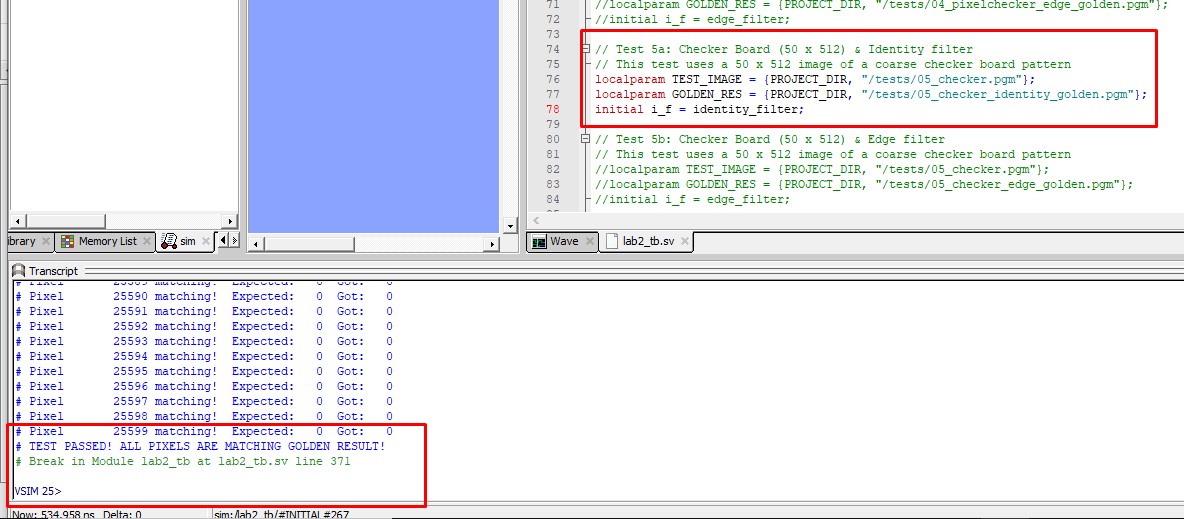 71 //localparam GOLDEN_RES = {PROJECT_DIR, "/tests/04_pixelchecker_edge_golden.pgm"};
72 //initial i_f = edge_filter;
73
74 // Test 5a: Checker Board (50 x 512) & Identity filter
75 // This test uses a 50 x 512 image of a coarse checker board pattern
76 localparam TEST_IMAGE = {PROJECT_DIR, "/tests/05_checker.pgm"};
77 localparam GOLDEN_RES = {PROJECT_DIR, "/tests/05_checker_identity_golden.pgm"};
78 initial i_f = identity_filter;
79
80 // Test 5b: Checker Board (50 x 512) & Edge filter
81 // This test uses a 50 x 512 image of a coarse checker board pattern
82 //localparam TEST_IMAGE = {PROJECT_DIR, "/tests/05_checker.pgm"};
83 //localparam GOLDEN_RES = {PROJECT_DIR, "/tests/05_checker_edge_golden.pgm"};
84 //initial i_f = edge_filter;
ibrary Memory List sim
Wave lab2_tb.sv
Transcript
# Pixel 25589 matching! Expected: 0 Got: 0
# Pixel 25590 matching! Expected: 0 Got: 0
# Pixel 25591 matching! Expected: 0 Got: 0
# Pixel 25592 matching! Expected: 0 Got: 0
# Pixel 25593 matching! Expected: 0 Got: 0
# Pixel 25594 matching! Expected: 0 Got: 0
# Pixel 25595 matching! Expected: 0 Got: 0
# Pixel 25596 matching! Expected: 0 Got: 0
# Pixel 25597 matching! Expected: 0 Got: 0
# Pixel 25598 matching! Expected: 0 Got: 0
# Pixel 25599 matching! Expected: 0 Got: 0
# TEST PASSED! ALL PIXELS ARE MATCHING GOLDEN RESULT!
# Break in Module lab2_tb at lab2_tb.sv line 371
VSIM 25>
Now: 534,958 ns Delta: 0 sim:/lab2_tb/#INITIAL#267